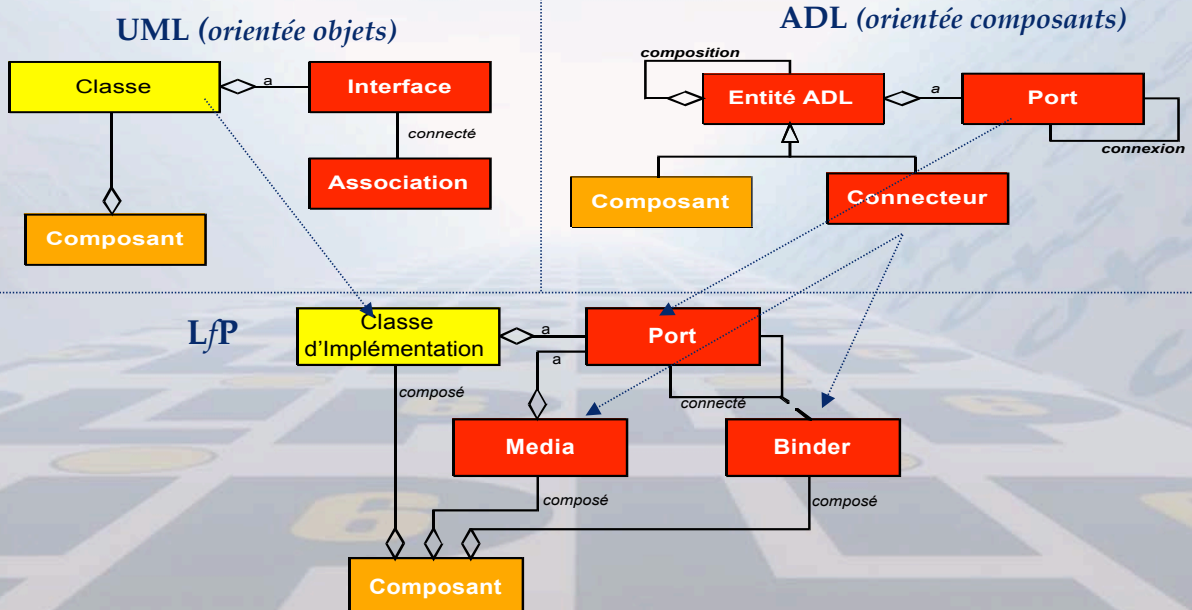 UML (orientée objets)
Classe
a
Interface
connecté
Association
Composant
ADL (orientée composants)
composition
Entité ADL
a
Port
connexion
Composant
Connecteur
LfP
Classe
d'Implémentation
a
Port
a
composé
connecté
Media
Binder
composé
composé
Composant